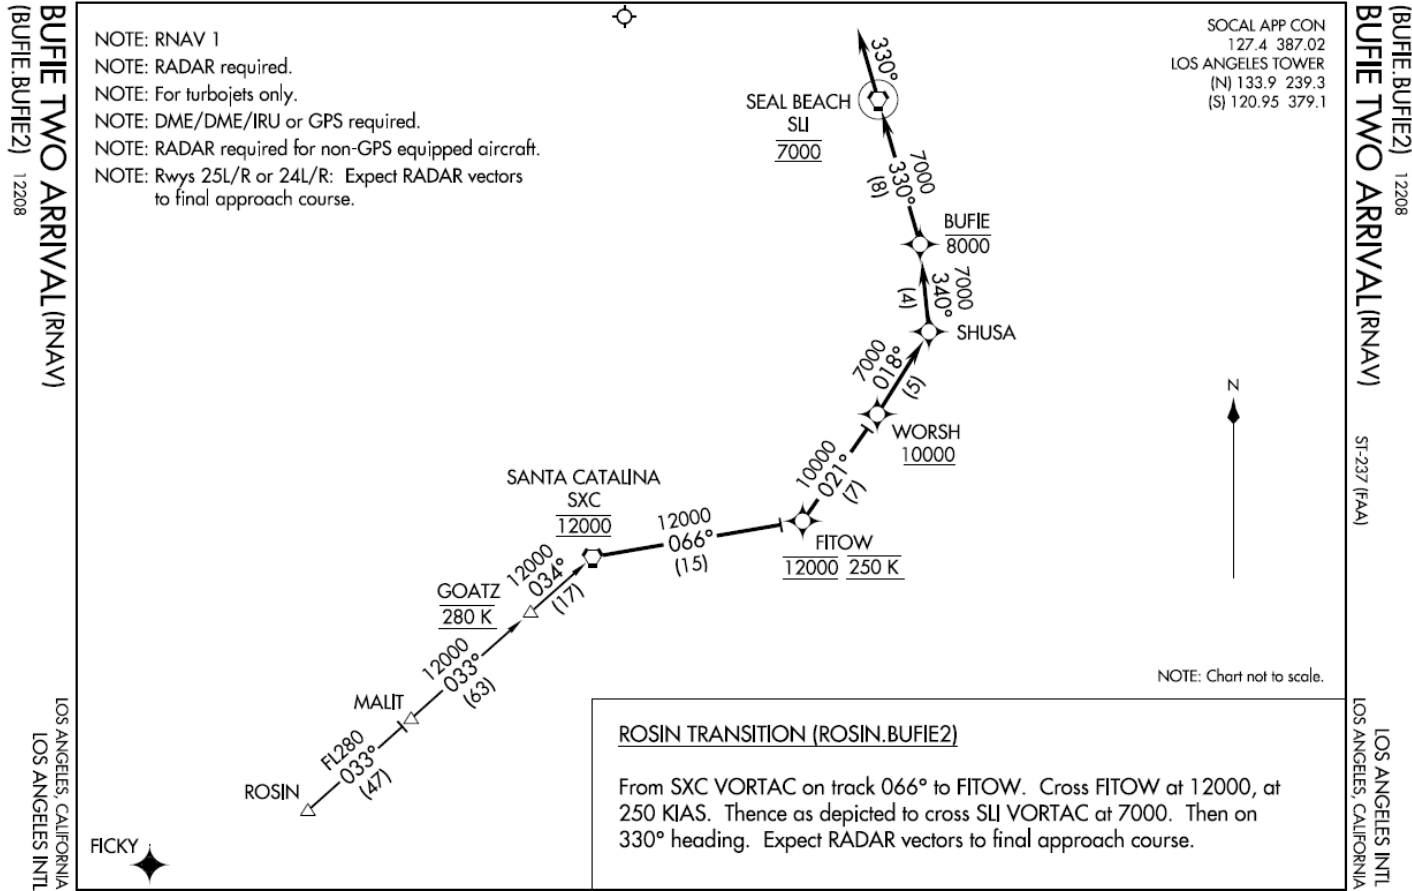 (BUFIE.BUFIE2) 12208
BUFIE TWO ARRIVAL (RNAV)
LOS ANGELES, CALIFORNIA
LOS ANGELES INTL
NOTE: RNAV 1
NOTE: RADAR required.
NOTE: For turbojets only.
NOTE: DME/DME/IRU or GPS required.
NOTE: RADAR required for non-GPS equipped aircraft.
NOTE: Rwys 25L/R or 24L/R: Expect RADAR vectors
to final approach course.
SOCAL APP CON
127.4 387.02
LOS ANGELES TOWER
(N) 133.9 239.3
(S) 120.95 379.1
330°
SEAL BEACH
SLI
7000
7000
330°
(8)
BUFIE
8000
7000
340°
(4)
SHUSA
7000
018°
(5)
WORSH
10000
10000
021°
(7)
N
SANTA CATALINA
SXC
12000
12000
066°
(15)
FITOW
12000 250 K
12000
034°
(17)
GOATZ
280 K
12000
033°
(63)
MALIT
FL280
033°
(47)
ROSIN
FICKY
NOTE: Chart not to scale.
ROSIN TRANSITION (ROSIN.BUFIE2)
From SXC VORTAC on track 066° to FITOW. Cross FITOW at 12000, at
250 KIAS. Thence as depicted to cross SLI VORTAC at 7000. Then on
330° heading. Expect RADAR vectors to final approach course.
(BUFIE.BUFIE2) 12208
BUFIE TWO ARRIVAL (RNAV)
ST-237 (FAA)
LOS ANGELES INTL
LOS ANGELES, CALIFORNIA